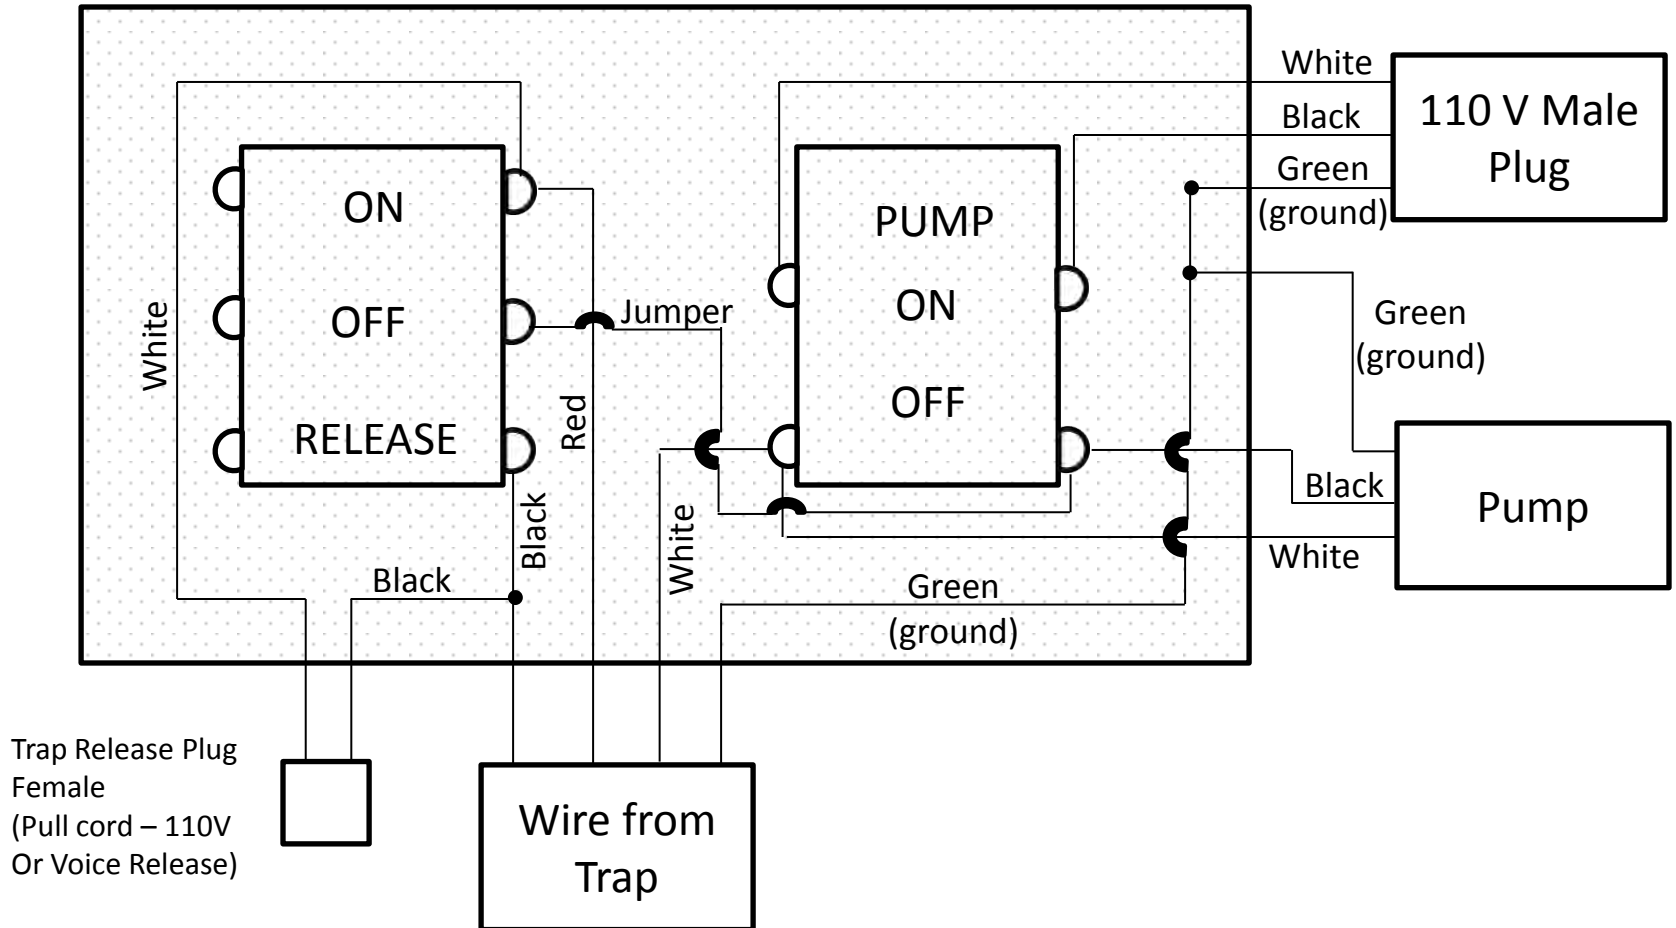 White
Black
Green
(ground)
110 V Male
Plug
ON
OFF
RELEASE
White
Jumper
Red
Black
Black
PUMP
ON
OFF
White
Green
(ground)
Green
(ground)
Black
White
Pump
Trap Release Plug
Female
(Pull cord – 110V
Or Voice Release)
Wire from
Trap